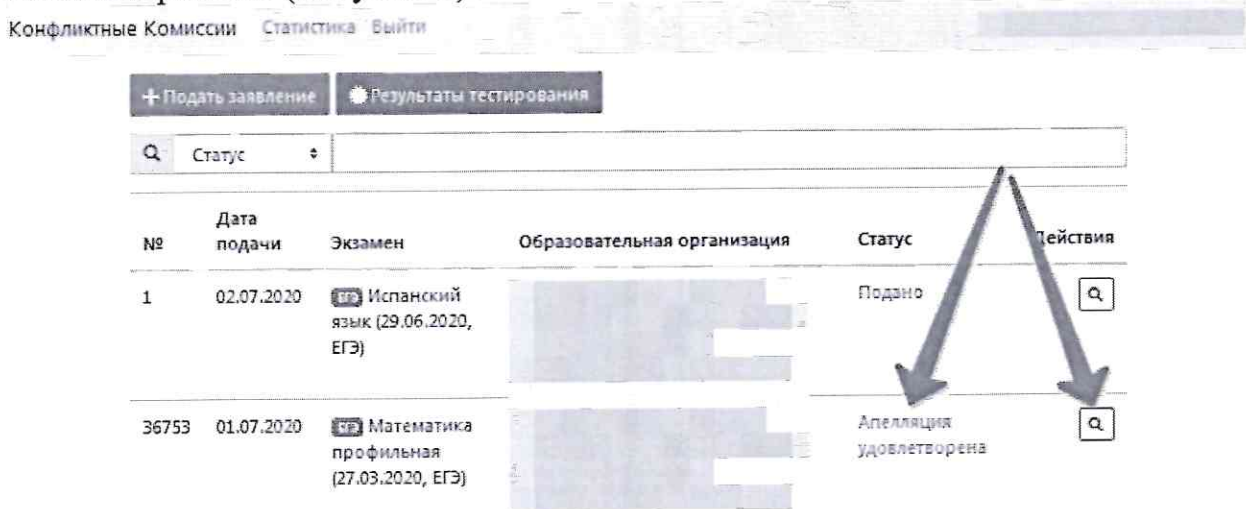 Конфликтные Комиссии Статистика Выйти
+ Подать заявление Результаты тестирования
Статус
№ Дата подачи Экзамен Образовательная организация Статус Действия
1 02.07.2020 ЕГЭ Испанский Подано
язык (29.06.2020,
ЕГЭ)
36753 01.07.2020 ЕГЭ Математика Апелляция
профильная удовлетворена
(27.03.2020, ЕГЭ)